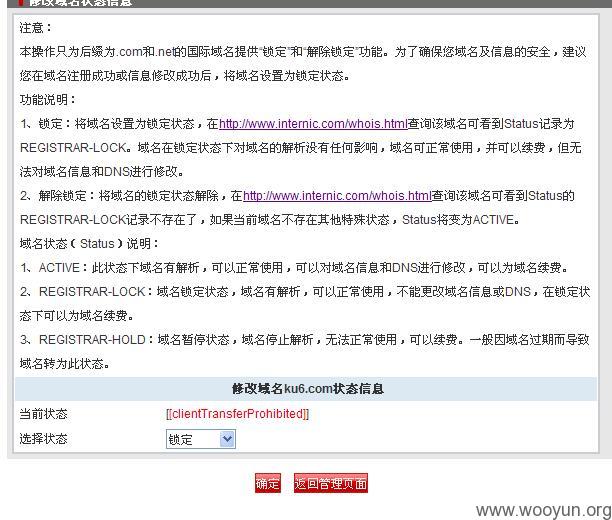 修改域名状态信息
注意：
本操作只为后缀为.com和.net的国际域名提供“锁定”和“解除锁定”功能。为了确保您域名及信息的安全，建议
您在域名注册成功或信息修改成功后，将域名设置为锁定状态。
功能说明：
1、锁定：将域名设置为锁定状态，在http://www.internic.com/whois.html查询该域名可看到Status记录为
REGISTRAR-LOCK。域名在锁定状态下对域名的解析没有任何影响，域名可正常使用，并可以续费，但无
法对域名信息和DNS进行修改。
2、解除锁定：将域名的锁定状态解除，在http://www.internic.com/whois.html查询该域名可看到Status的
REGISTRAR-LOCK记录不存在了，如果当前域名不存在其他特殊状态，Status将变为ACTIVE。
域名状态（Status）说明：
1、ACTIVE：此状态下域名有解析，可以正常使用，可以对域名信息和DNS进行修改，可以为域名续费。
2、REGISTRAR-LOCK：域名锁定状态，域名有解析，可以正常使用，不能更改域名信息或DNS，在锁定状
态下可以为域名续费。
3、REGISTRAR-HOLD：域名暂停状态，域名停止解析，无法正常使用，可以续费。一般因域名过期而导致
域名转为此状态。
修改域名ku6.com状态信息
当前状态 [[clientTransferProhibited]]
选择状态 锁定
确定 返回管理页面
www.wooyun.org